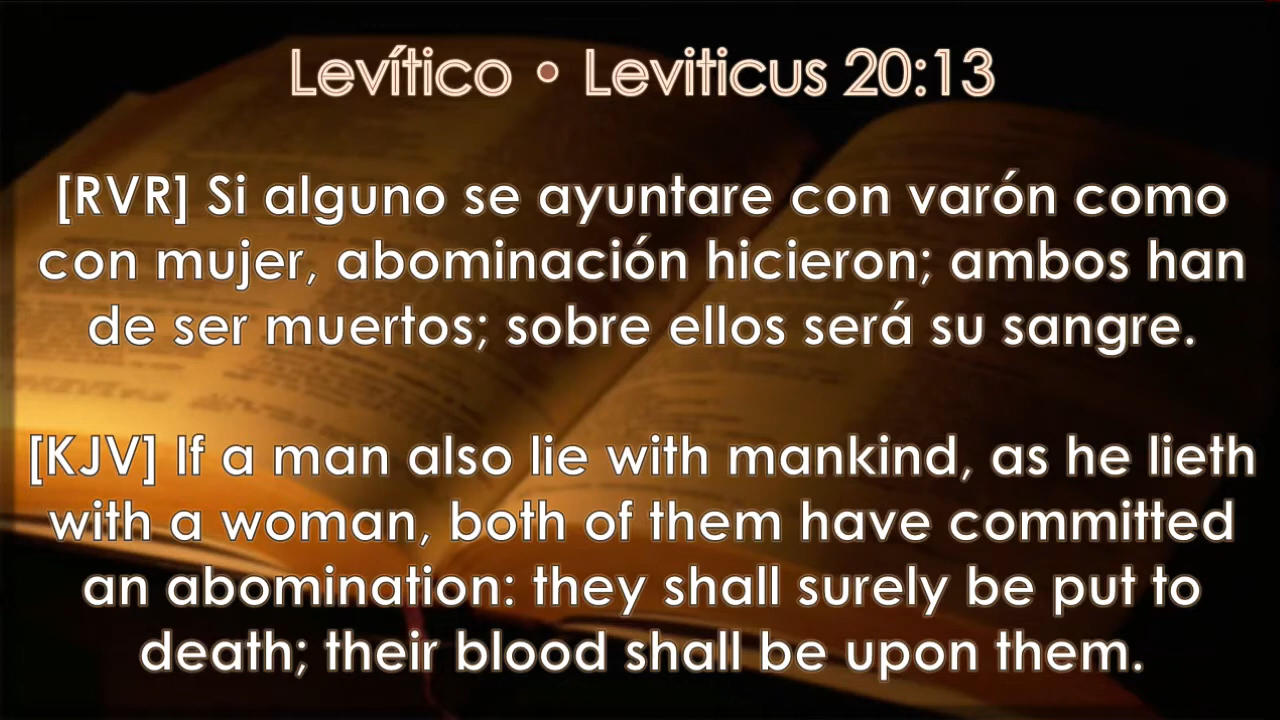 Levítico • Leviticus 20:13
[RVR] Si alguno se ayuntare con varón como
con mujer, abominación hicieron; ambos han
de ser muertos; sobre ellos será su sangre.
[KJV] If a man also lie with mankind, as he lieth
with a woman, both of them have committed
an abomination: they shall surely be put to
death; their blood shall be upon them.